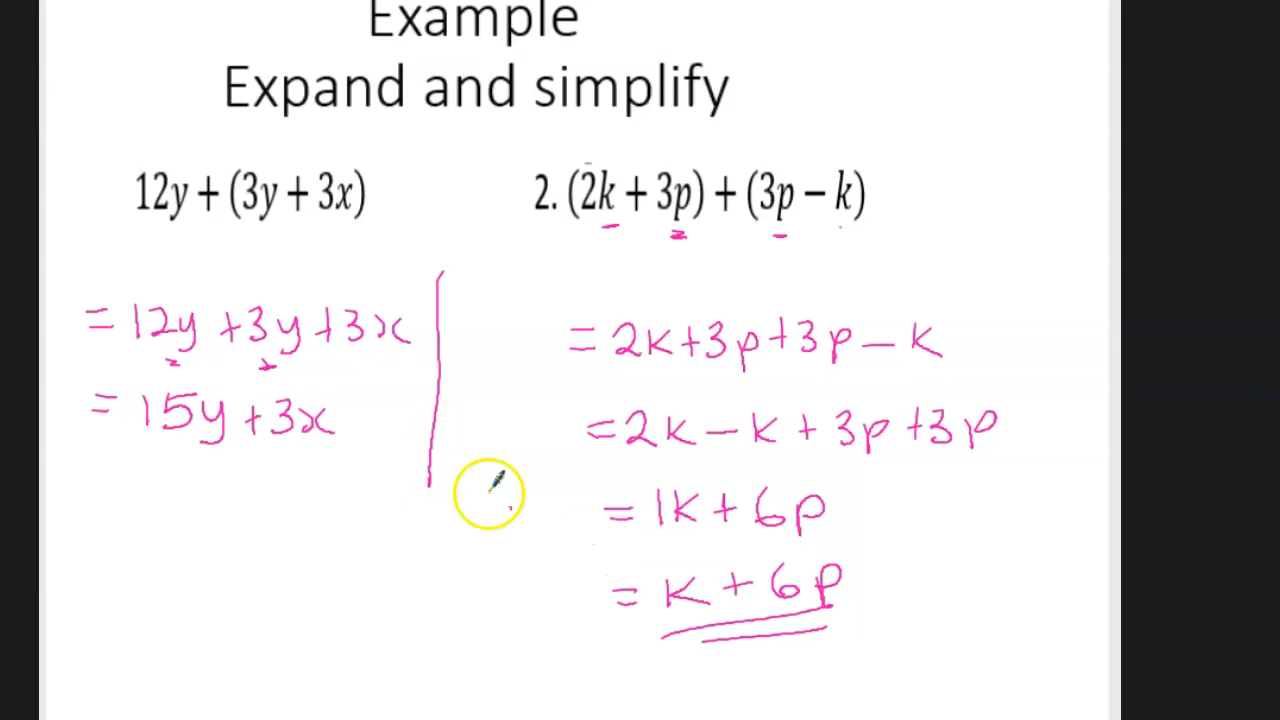 Example
Expand and simplify
12y + (3y + 3x)
2. (2k + 3p) + (3p − k)
= 12y + 3y + 3x
= 15y + 3x
= 2k + 3p + 3p − k
= 2k − k + 3p + 3p
= 1k + 6p
= k + 6p